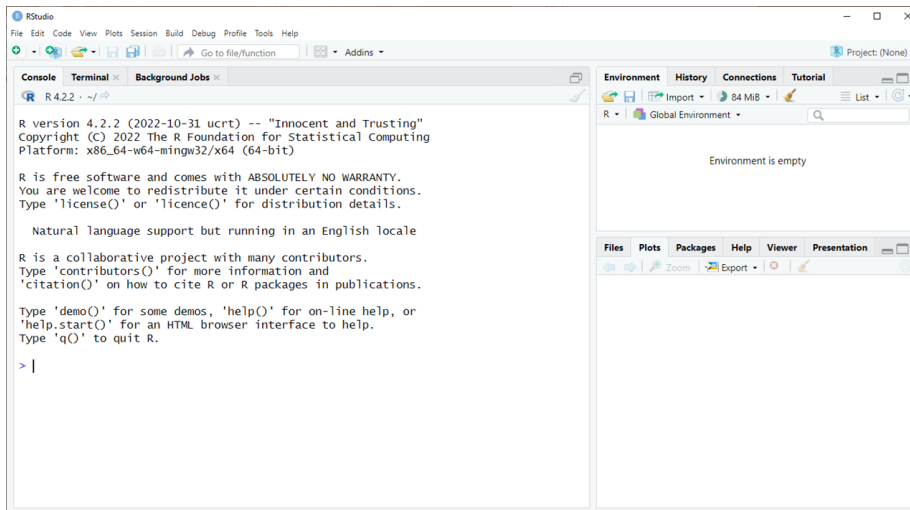 RStudio
File Edit Code View Plots Session Build Debug Profile Tools Help
Go to file/function Addins Project: (None)
Console Terminal Background Jobs
R 4.2.2 · ~/
R version 4.2.2 (2022-10-31 ucrt) -- "Innocent and Trusting"
Copyright (C) 2022 The R Foundation for Statistical Computing
Platform: x86_64-w64-mingw32/x64 (64-bit)
R is free software and comes with ABSOLUTELY NO WARRANTY.
You are welcome to redistribute it under certain conditions.
Type 'license()' or 'licence()' for distribution details.
Natural language support but running in an English locale
R is a collaborative project with many contributors.
Type 'contributors()' for more information and
'citation()' on how to cite R or R packages in publications.
Type 'demo()' for some demos, 'help()' for on-line help, or
'help.start()' for an HTML browser interface to help.
Type 'q()' to quit R.
>
Environment History Connections Tutorial
Import 84 MiB List
R Global Environment
Environment is empty
Files Plots Packages Help Viewer Presentation
Zoom Export